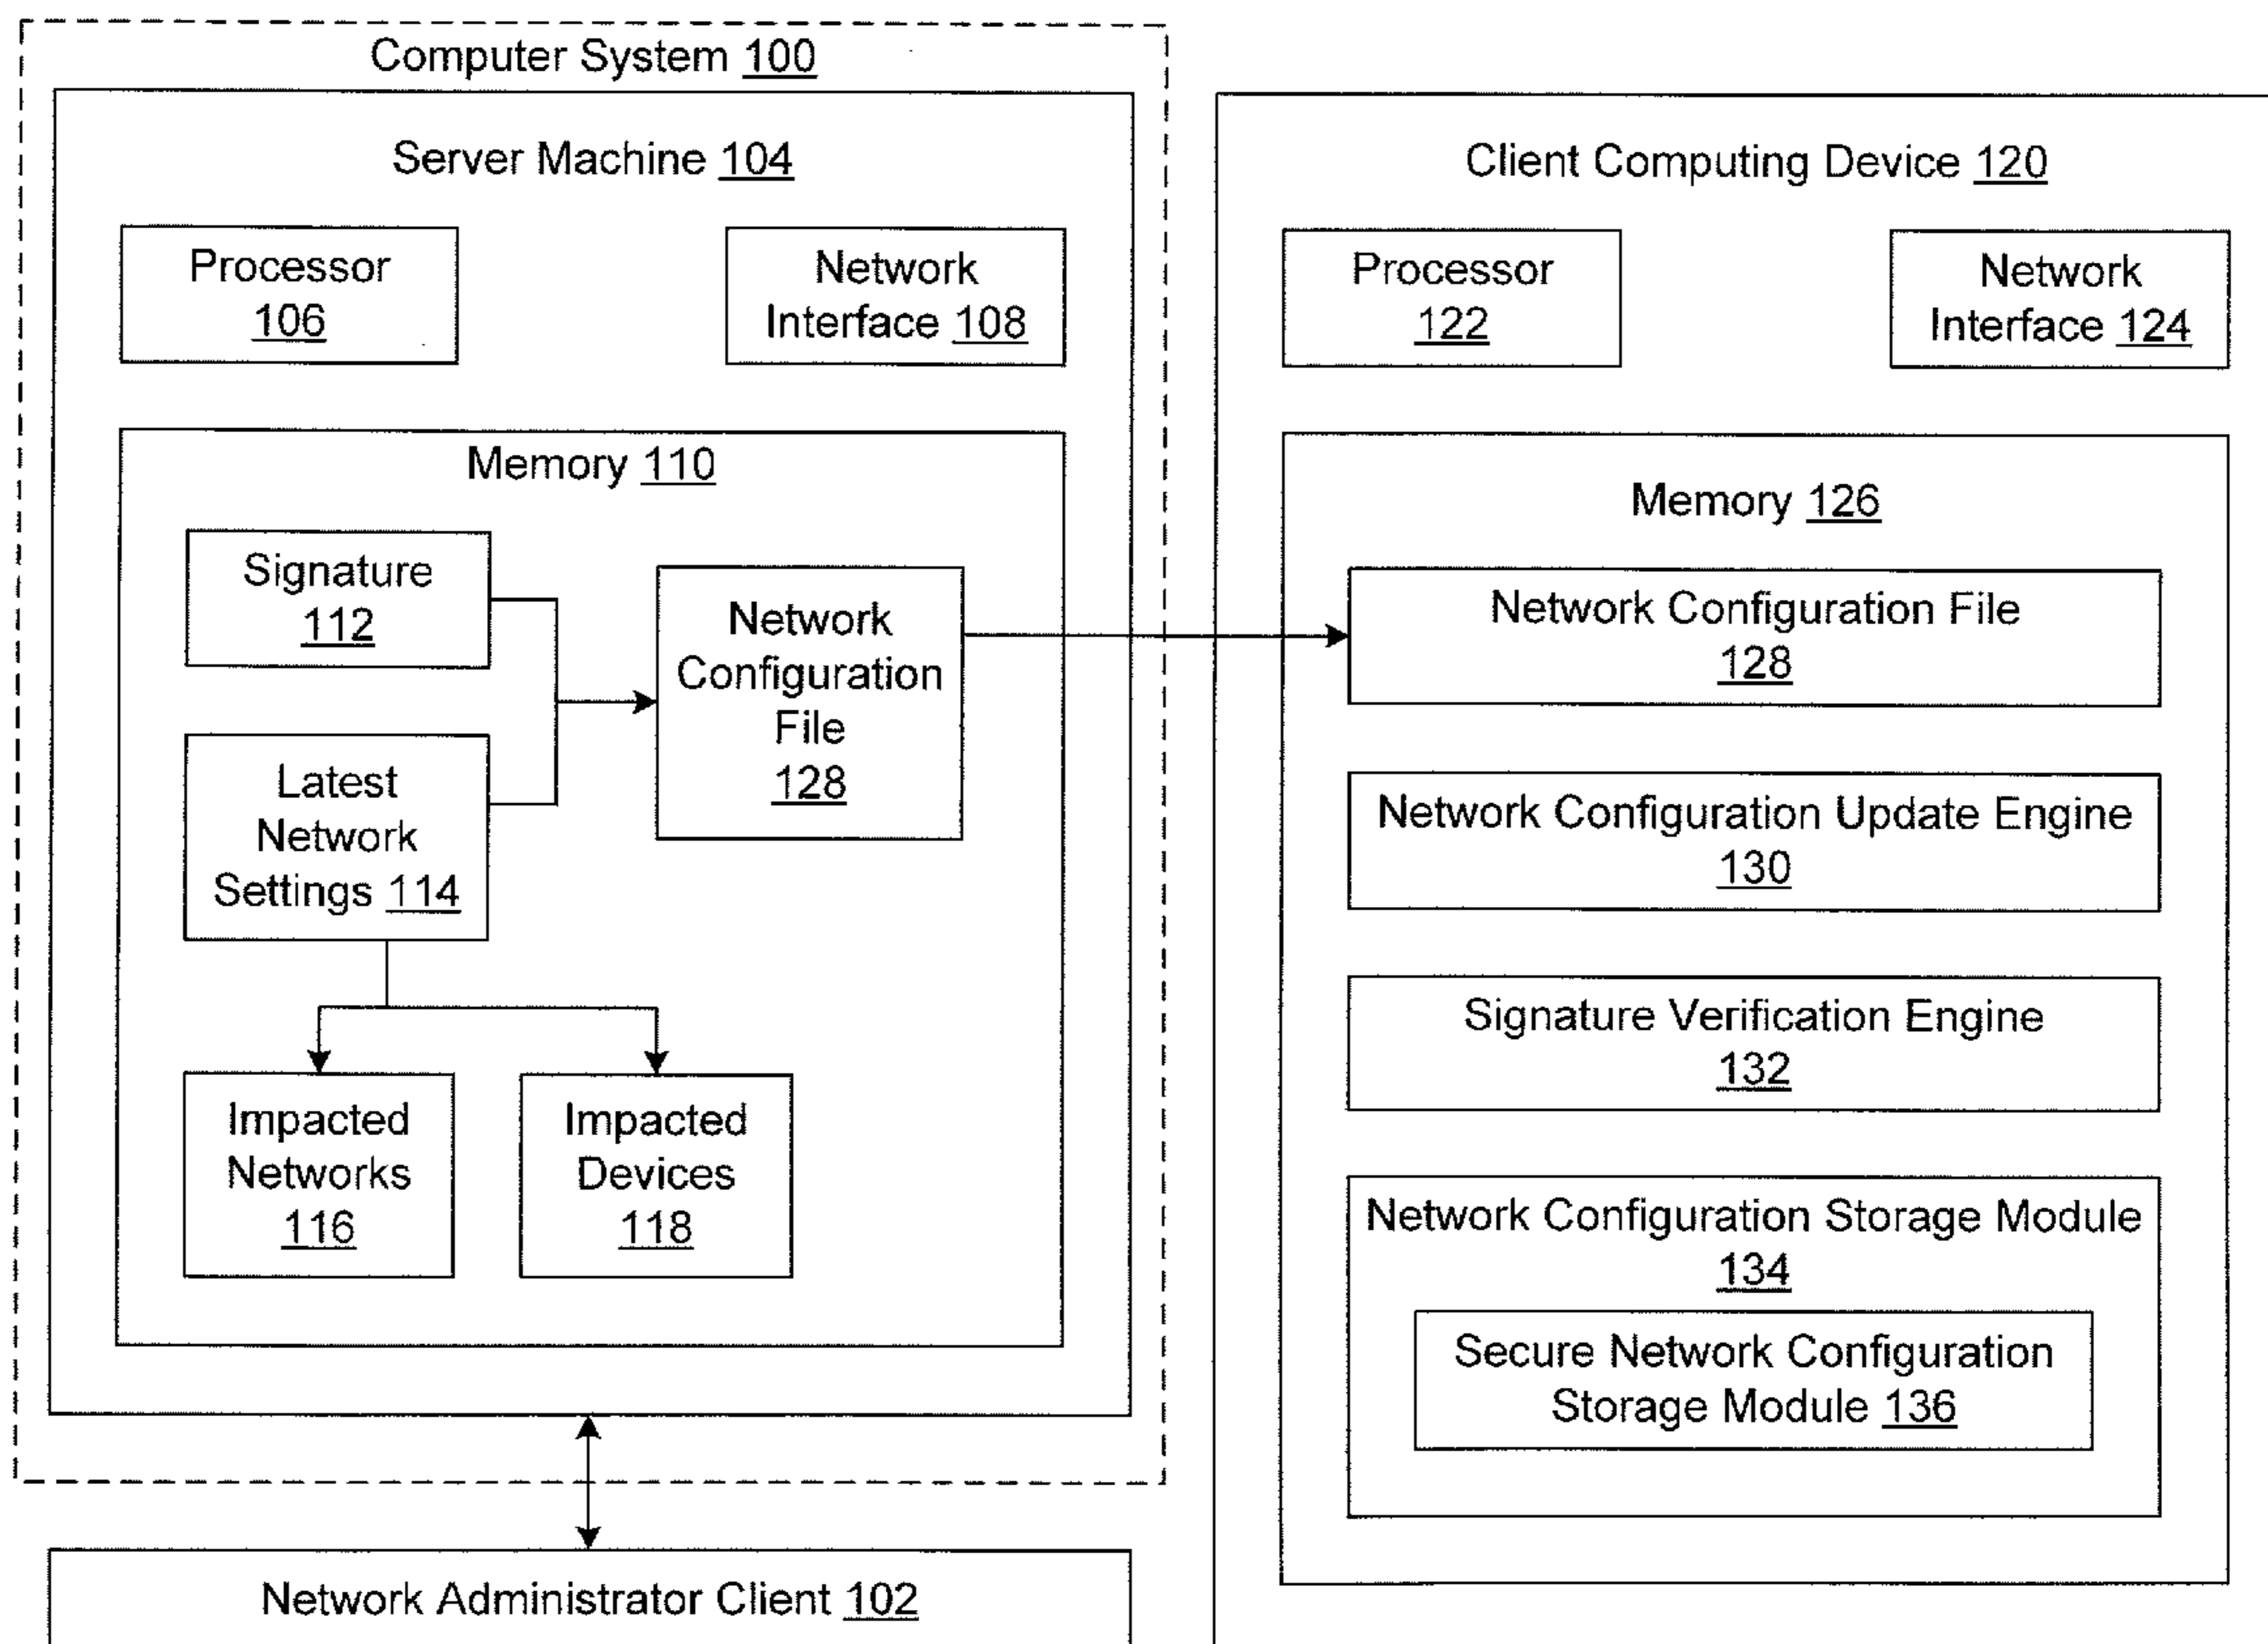 Computer System 100
Server Machine 104
Processor
106
Network
Interface 108
Memory 110
Signature
112
Latest
Network
Settings 114
Network
Configuration
File
128
Impacted
Networks
116
Impacted
Devices
118
Network Administrator Client 102
Client Computing Device 120
Processor
122
Network
Interface 124
Memory 126
Network Configuration File
128
Network Configuration Update Engine
130
Signature Verification Engine
132
Network Configuration Storage Module
134
Secure Network Configuration
Storage Module 136